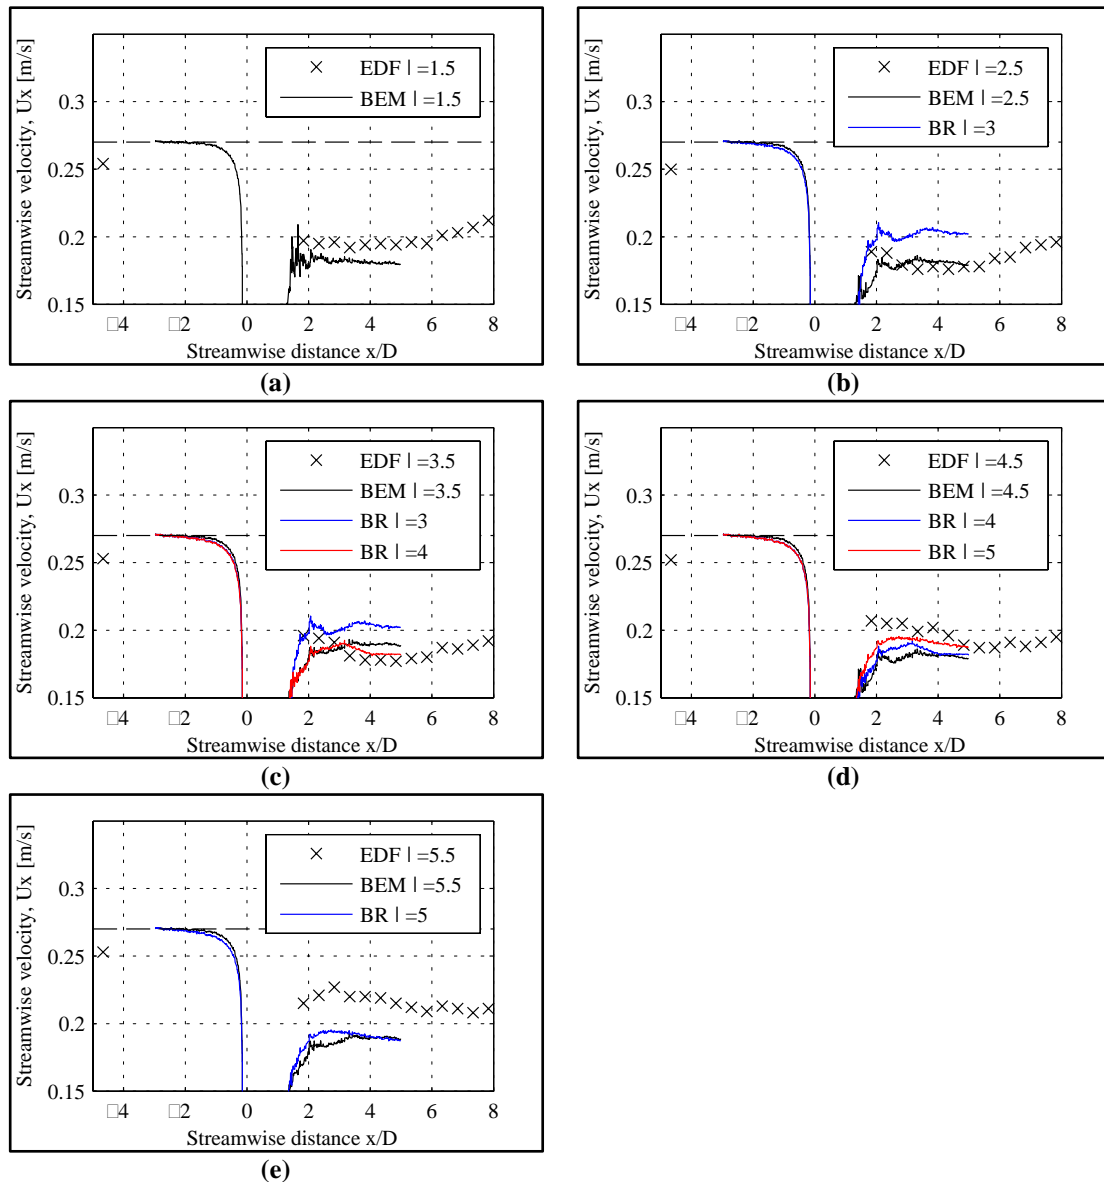 EDF l =1.5
BEM l =1.5
Streamwise velocity, Ux [m/s]
0.3
0.25
0.2
0.15
□4 □2 0 2 4 6 8
Streamwise distance x/D
(a)
EDF l =2.5
BEM l =2.5
BR l =3
Streamwise velocity, Ux [m/s]
0.3
0.25
0.2
0.15
□4 □2 0 2 4 6 8
Streamwise distance x/D
(b)
EDF l =3.5
BEM l =3.5
BR l =3
BR l =4
Streamwise velocity, Ux [m/s]
0.3
0.25
0.2
0.15
□4 □2 0 2 4 6 8
Streamwise distance x/D
(c)
EDF l =4.5
BEM l =4.5
BR l =4
BR l =5
Streamwise velocity, Ux [m/s]
0.3
0.25
0.2
0.15
□4 □2 0 2 4 6 8
Streamwise distance x/D
(d)
EDF l =5.5
BEM l =5.5
BR l =5
Streamwise velocity, Ux [m/s]
0.3
0.25
0.2
0.15
□4 □2 0 2 4 6 8
Streamwise distance x/D
(e)